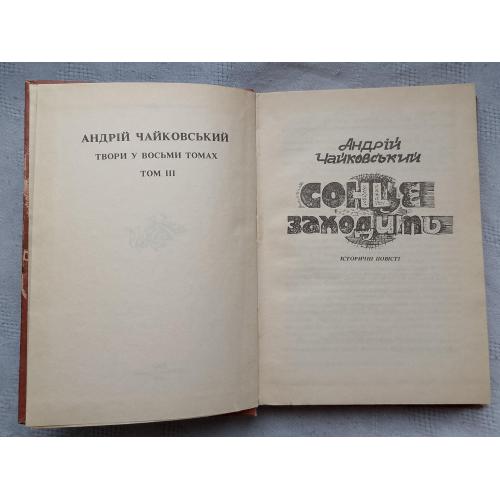 АНДРІЙ ЧАЙКОВСЬКИЙ
ТВОРИ У ВОСЬМИ ТОМАХ
ТОМ III
Андрій
Чайковський
СОНЦЕ
заходить
ІСТОРИЧНІ ПОВІСТІ